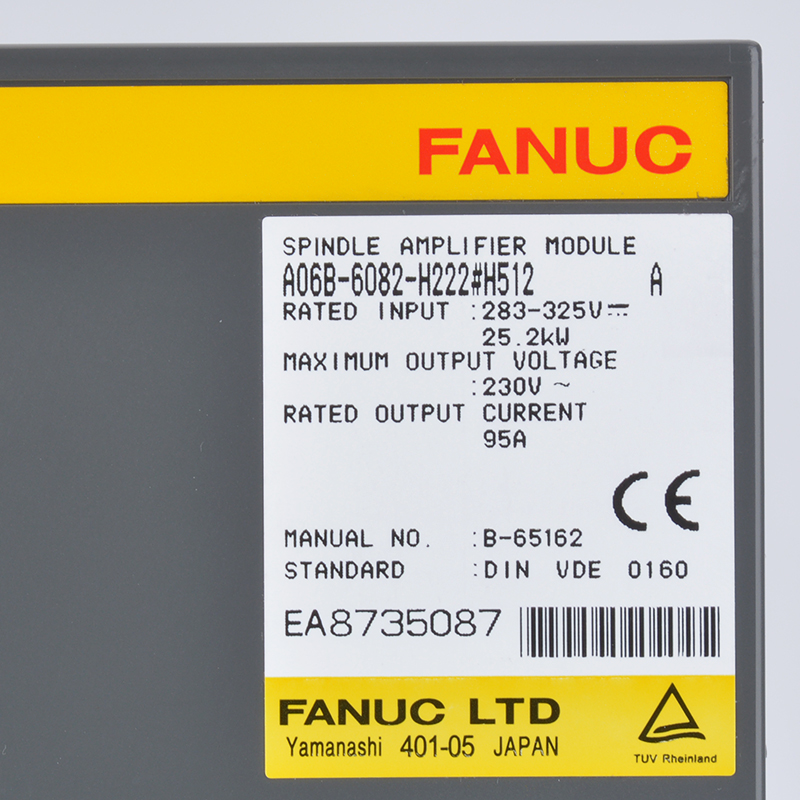 FANUC
SPINDLE AMPLIFIER MODULE
A06B-6082-H222#H512 A
RATED INPUT :283-325V⎓
25.2kW
MAXIMUM OUTPUT VOLTAGE
:230V ~
RATED OUTPUT CURRENT
95A
CE
MANUAL NO. :B-65162
STANDARD :DIN VDE 0160
EA8735087
FANUC LTD
Yamanashi 401-05 JAPAN
TUV Rheinland